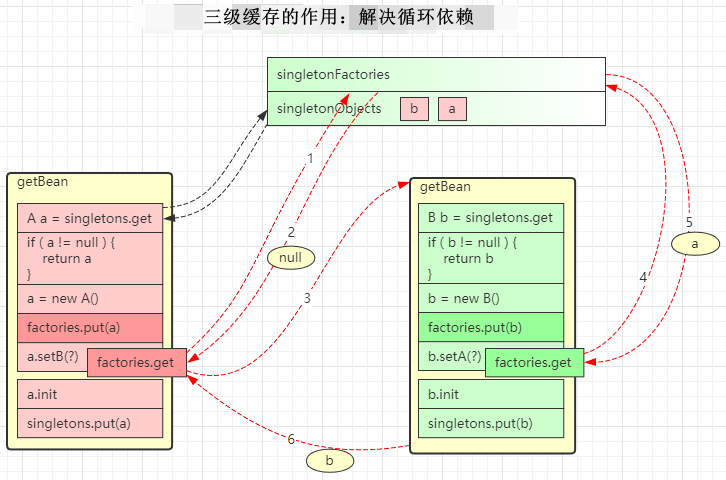 三级缓存的作用：解决循环依赖
singletonFactories
singletonObjects
b
a
1
2
null
3
4
5
a
6
b
getBean
A a = singletons.get
if ( a != null ) {
return a
}
a = new A()
factories.put(a)
a.setB(?)
factories.get
a.init
singletons.put(a)
getBean
B b = singletons.get
if ( b != null ) {
return b
}
b = new B()
factories.put(b)
b.setA(?)
factories.get
b.init
singletons.put(b)